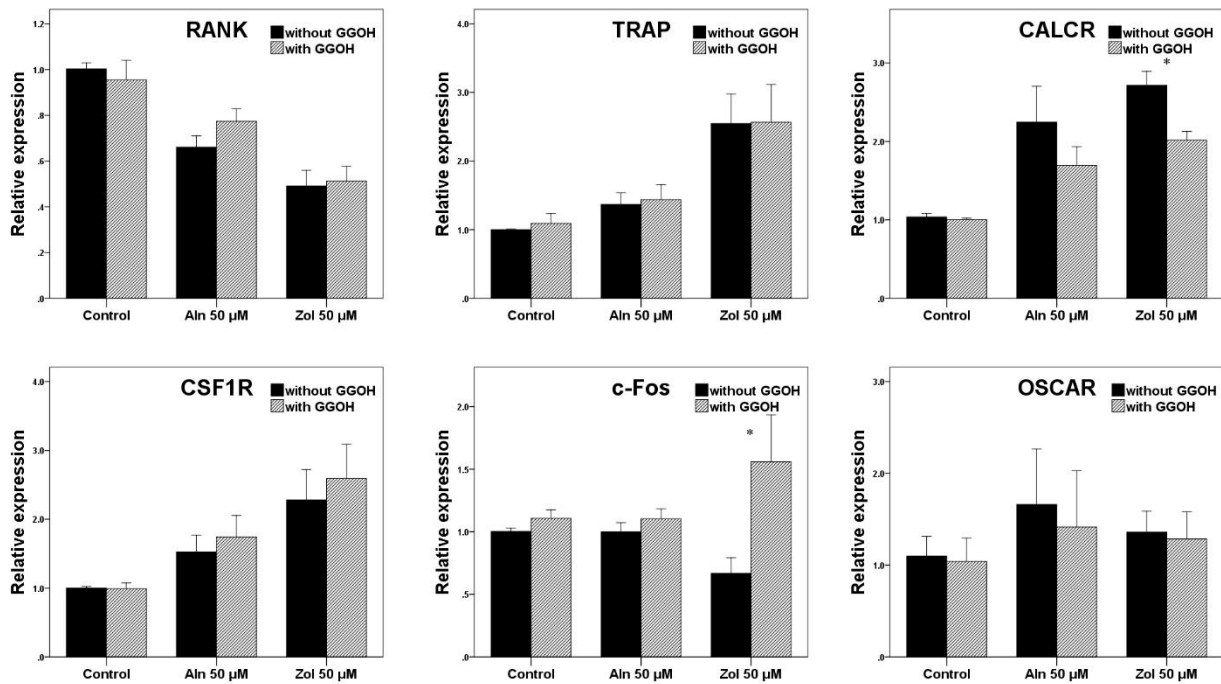 RANK
without GGOH
with GGOH
Relative expression
1.2
1.0
.8
.6
.4
.2
.0
Control Aln 50 µM Zol 50 µM
TRAP
without GGOH
with GGOH
Relative expression
4.0
3.0
2.0
1.0
.0
Control Aln 50 µM Zol 50 µM
CALCR
without GGOH
with GGOH
Relative expression
3.0
2.0
1.0
.0
*
Control Aln 50 µM Zol 50 µM
CSF1R
without GGOH
with GGOH
Relative expression
4.0
3.0
2.0
1.0
.0
Control Aln 50 µM Zol 50 µM
c-Fos
without GGOH
with GGOH
Relative expression
2.0
1.5
1.0
.5
.0
*
Control Aln 50 µM Zol 50 µM
OSCAR
without GGOH
with GGOH
Relative expression
3.0
2.0
1.0
.0
Control Aln 50 µM Zol 50 µM